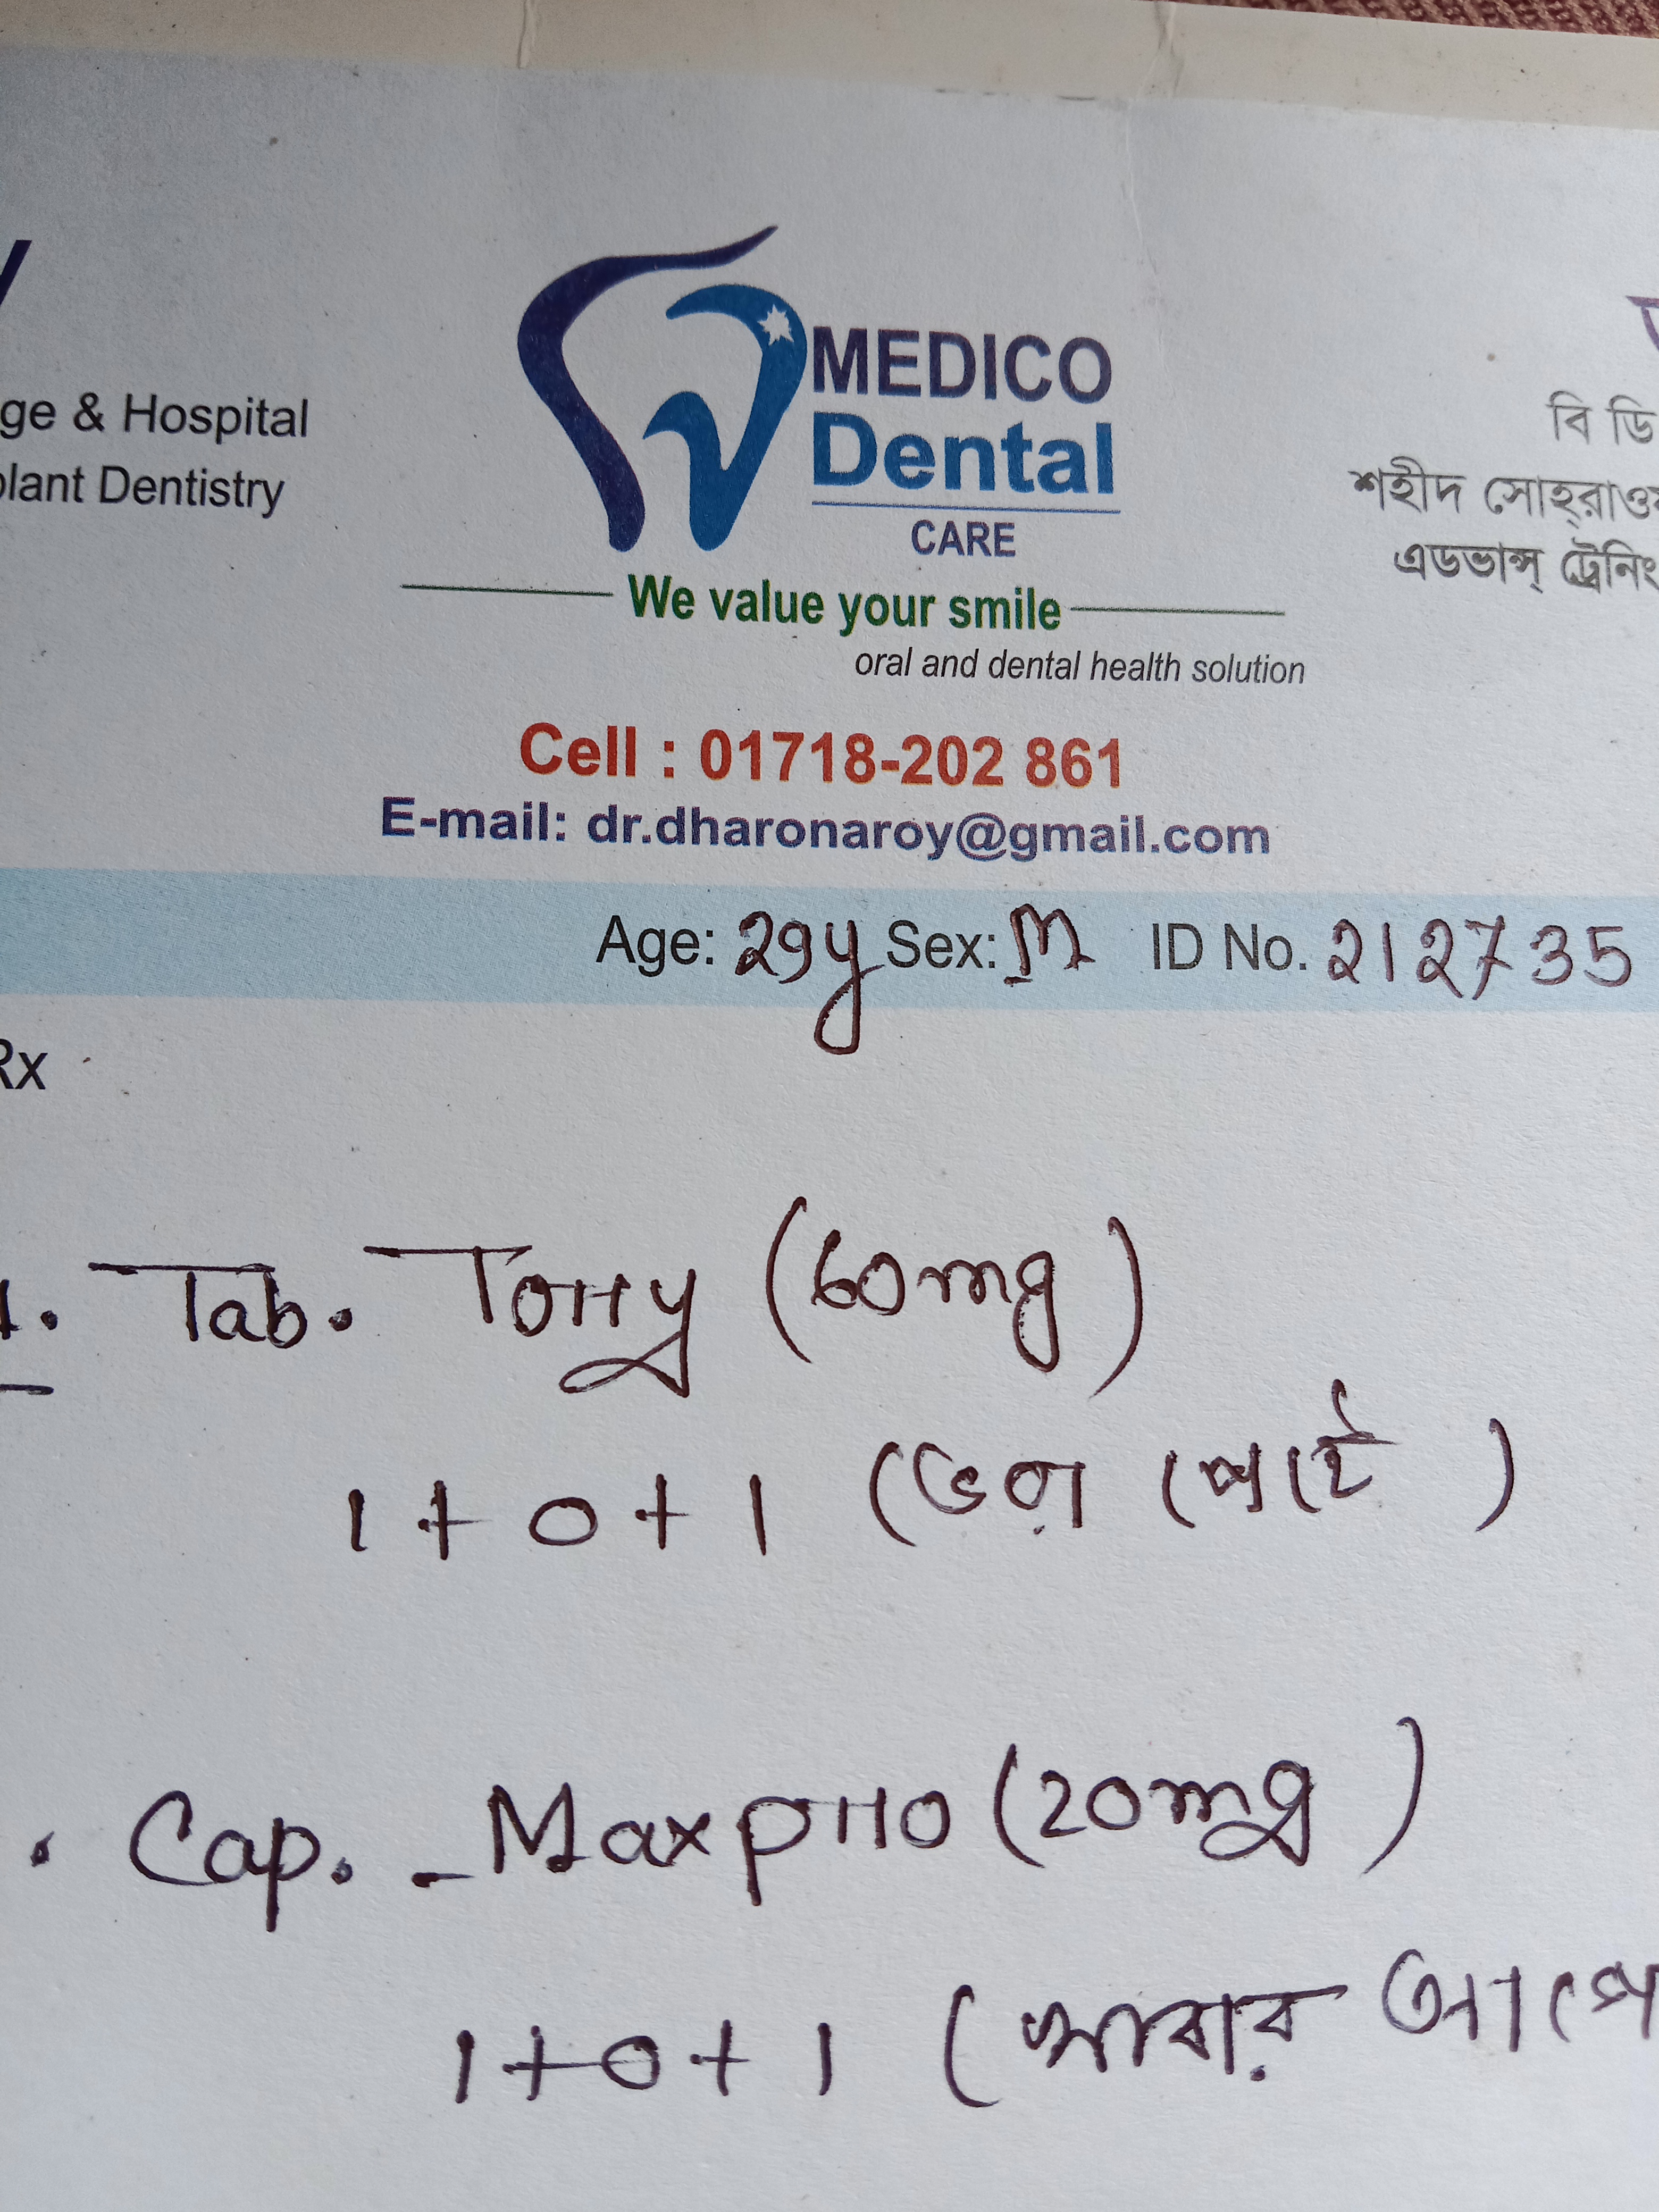 ge & Hospital
plant Dentistry
MEDICO
Dental
CARE
We value your smile
oral and dental health solution
Cell : 01718-202 861
E-mail: dr.dharonaroy@gmail.com
বি ডি
শহীদ সোহ্‌রাওয়
এডভান্স্ ট্রেনিং
Age: 29y Sex: M ID No. 212735
Rx
1. Tab. Torry (60mg)
1 + 0 + 1 (ভরা পেটে)
. Cap. Maxpro (20mg)
1 + 0 + 1 (খাবার আগে